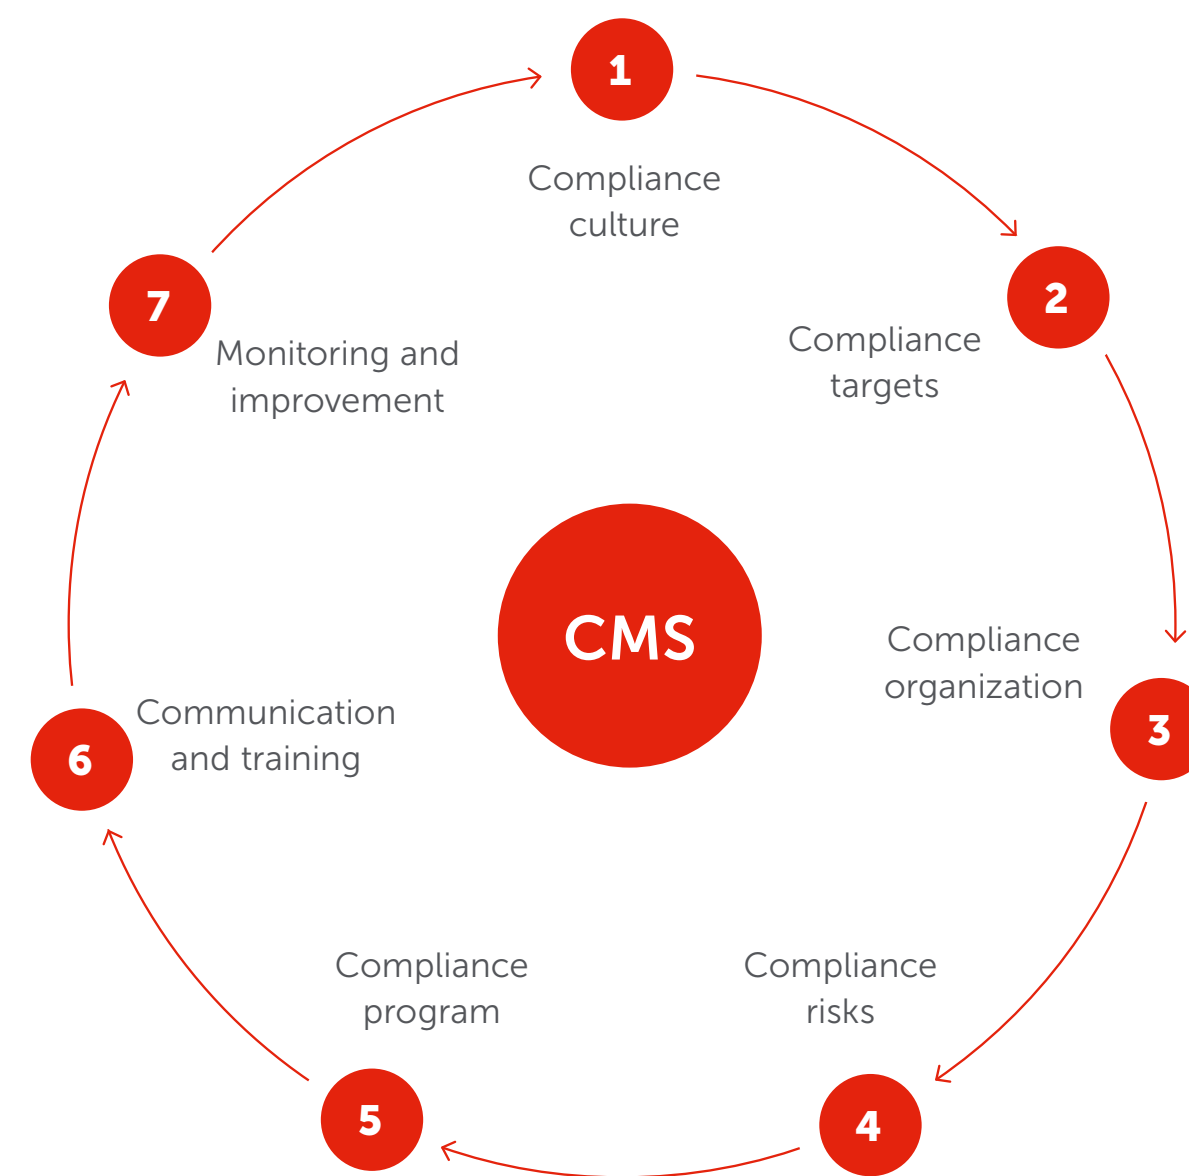 1
Compliance
culture
2
Compliance
targets
3
Compliance
organization
4
Compliance
risks
5
Compliance
program
6
Communication
and training
7
Monitoring and
improvement
CMS